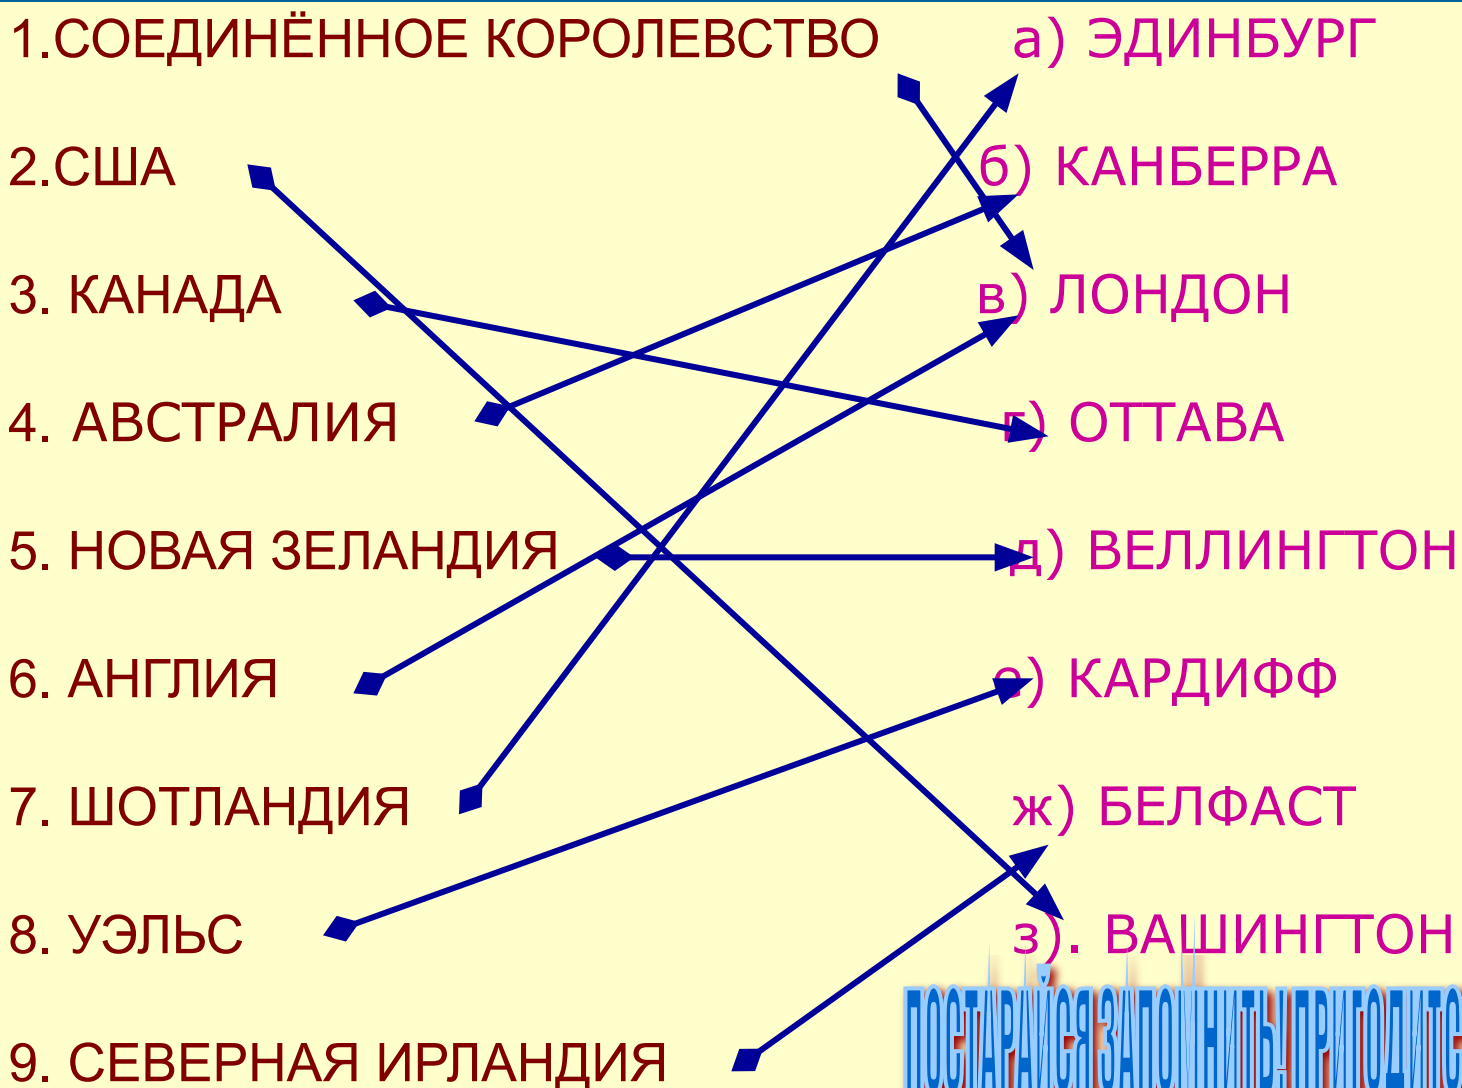 1.СОЕДИНЁННОЕ КОРОЛЕВСТВО
2.США
3. КАНАДА
4. АВСТРАЛИЯ
5. НОВАЯ ЗЕЛАНДИЯ
6. АНГЛИЯ
7. ШОТЛАНДИЯ
8. УЭЛЬС
9. СЕВЕРНАЯ ИРЛАНДИЯ
а) ЭДИНБУРГ
б) КАНБЕРРА
в) ЛОНДОН
г) ОТТАВА
д) ВЕЛЛИНГТОН
е) КАРДИФФ
ж) БЕЛФАСТ
з). ВАШИНГТОН
ПОСТАРАЙСЯ ЗАПОМНИТЬ!